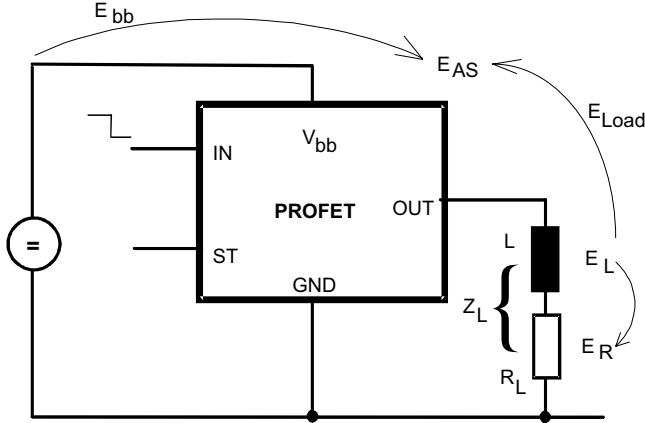 E bb
E AS
E Load
IN
V bb
PROFET
OUT
ST
GND
=
L
E L
Z L
{
E R
R L